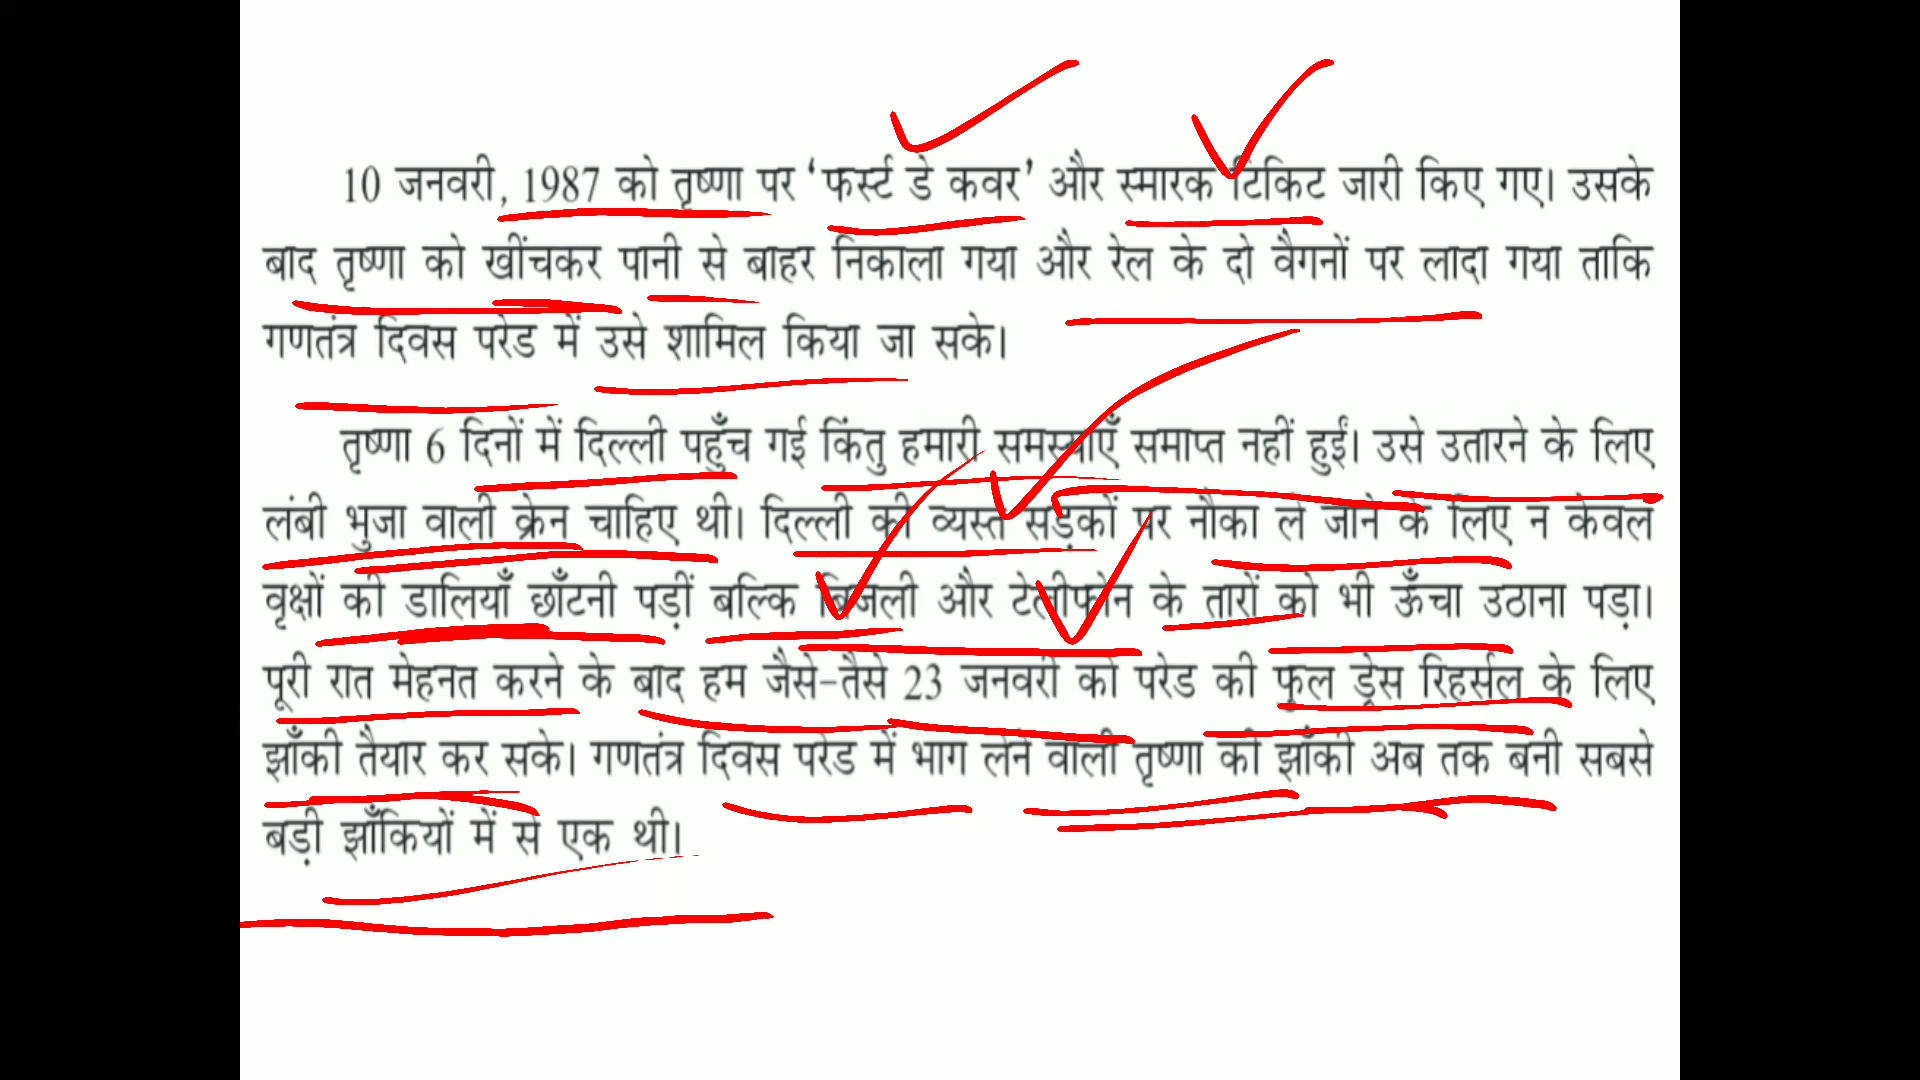 10 जनवरी, 1987 को तृष्णा पर ‘फर्स्ट डे कवर’ और स्मारक टिकिट जारी किए गए। उसके
बाद तृष्णा को खींचकर पानी से बाहर निकाला गया और रेल के दो वैगनों पर लादा गया ताकि
गणतंत्र दिवस परेड में उसे शामिल किया जा सके।
तृष्णा 6 दिनों में दिल्ली पहुँच गई किंतु हमारी समस्याएँ समाप्त नहीं हुईं। उसे उतारने के लिए
लंबी भुजा वाली क्रेन चाहिए थी। दिल्ली की व्यस्त सड़कों पर नौका ले जाने के लिए न केवल
वृक्षों की डालियाँ छाँटनी पड़ीं बल्कि बिजली और टेलीफोन के तारों को भी ऊँचा उठाना पड़ा।
पूरी रात मेहनत करने के बाद हम जैसे-तैसे 23 जनवरी को परेड की फुल ड्रेस रिहर्सल के लिए
झाँकी तैयार कर सके। गणतंत्र दिवस परेड में भाग लेने वाली तृष्णा की झाँकी अब तक बनी सबसे
बड़ी झाँकियों में से एक थी।